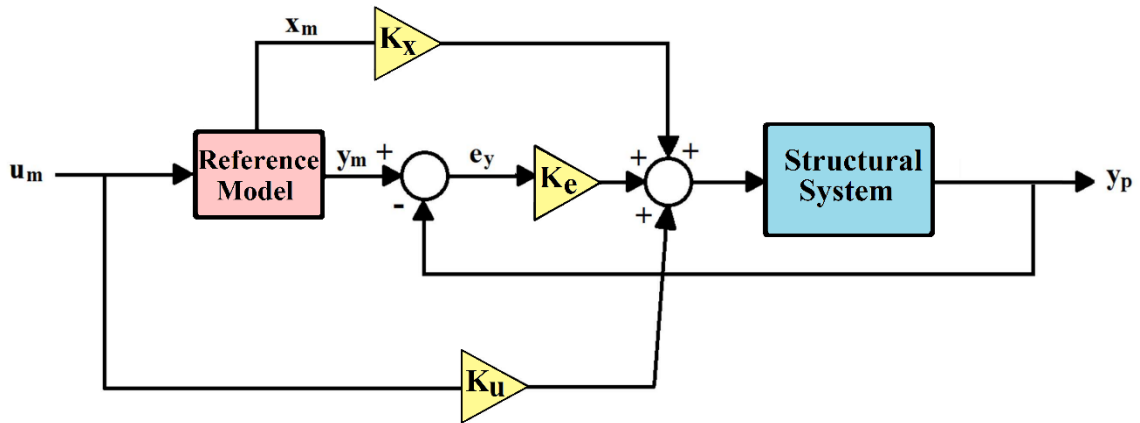 x_m
K_x
u_m
Reference
Model
y_m
+
-
e_y
K_e
+
+
+
Structural
System
y_p
K_u